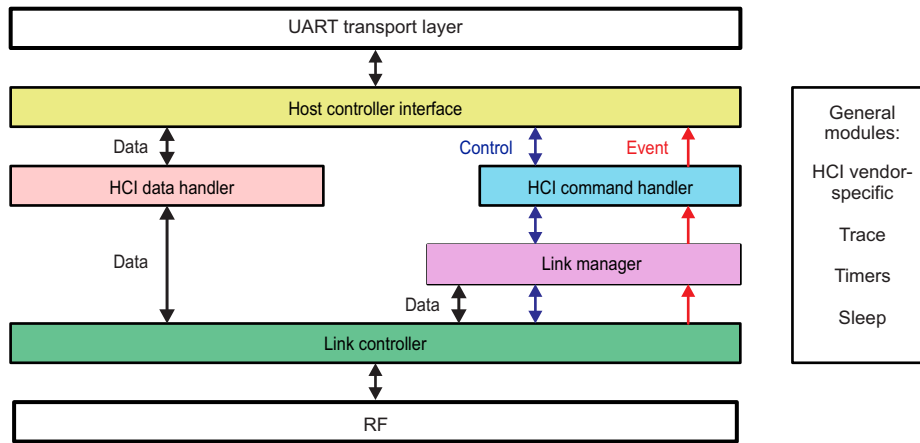 UART transport layer
Host controller interface
Data
Control
Event
HCI data handler
HCI command handler
Data
Link manager
Data
Link controller
RF
General
modules:
HCI vendor-
specific
Trace
Timers
Sleep